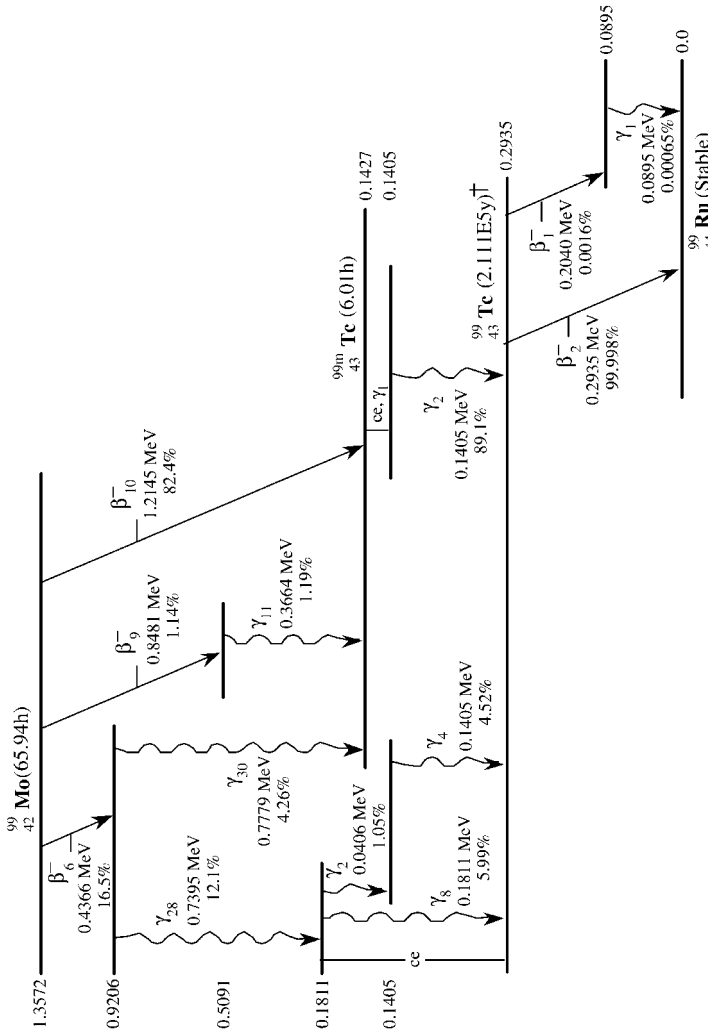 99
42 Mo(65.94h)
1.3572
β−6
0.4366 MeV
16.5%
β−9
0.8481 MeV
1.14%
β−10
1.2145 MeV
82.4%
0.9206
γ28
0.7395 MeV
12.1%
γ30
0.7779 MeV
4.26%
0.5091
γ11
0.3664 MeV
1.19%
99m
43 Tc (6.01h)
0.1427
0.1405
ce, γ1
0.1811
γ2
0.0406 MeV
1.05%
0.1405
ce
γ8
0.1811 MeV
5.99%
γ4
0.1405 MeV
4.52%
γ2
0.1405 MeV
89.1%
99
43 Tc (2.111E5y)†
0.2935
β−2
0.2935 MeV
99.998%
β−1
0.2040 MeV
0.0016%
0.0895
γ1
0.0895 MeV
0.00065%
0.0
99
44 Ru (Stable)